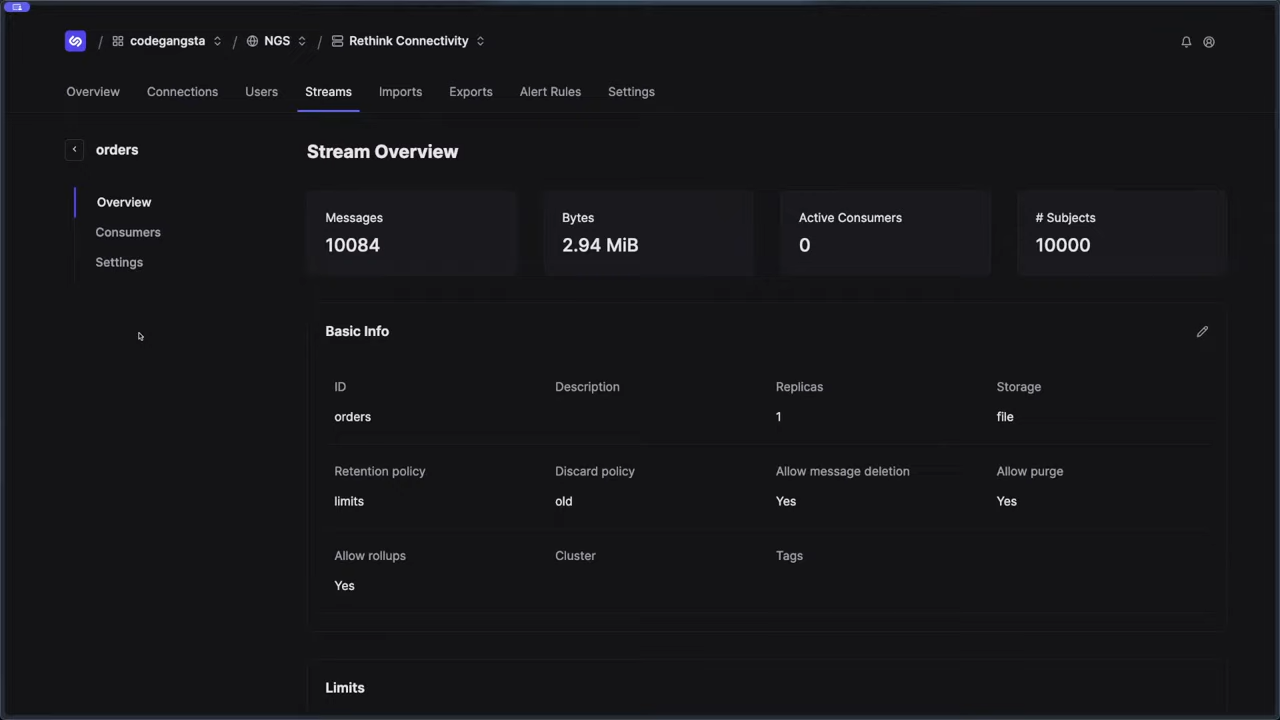 / codegangsta / NGS / Rethink Connectivity
Overview Connections Users Streams Imports Exports Alert Rules Settings
orders
Overview
Consumers
Settings
Stream Overview
Messages Bytes Active Consumers # Subjects
10084 2.94 MiB 0 10000
Basic Info
ID Description Replicas Storage
orders 1 file
Retention policy Discard policy Allow message deletion Allow purge
limits old Yes Yes
Allow rollups Cluster Tags
Yes
Limits